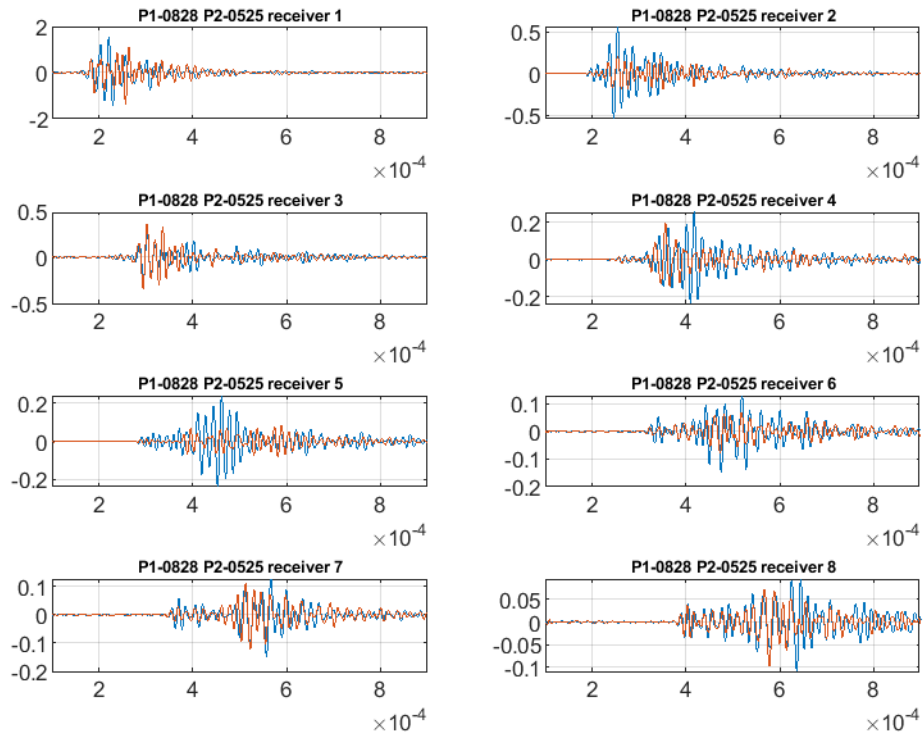 P1-0828 P2-0525 receiver 1
2
0
-2
2 4 6 8
×10-4
P1-0828 P2-0525 receiver 2
0.5
0
-0.5
2 4 6 8
×10-4
P1-0828 P2-0525 receiver 3
0.5
0
-0.5
2 4 6 8
×10-4
P1-0828 P2-0525 receiver 4
0.2
0
-0.2
2 4 6 8
×10-4
P1-0828 P2-0525 receiver 5
0.2
0
-0.2
2 4 6 8
×10-4
P1-0828 P2-0525 receiver 6
0.1
0
-0.1
-0.2
2 4 6 8
×10-4
P1-0828 P2-0525 receiver 7
0.1
0
-0.1
-0.2
2 4 6 8
×10-4
P1-0828 P2-0525 receiver 8
0.05
0
-0.05
-0.1
2 4 6 8
×10-4